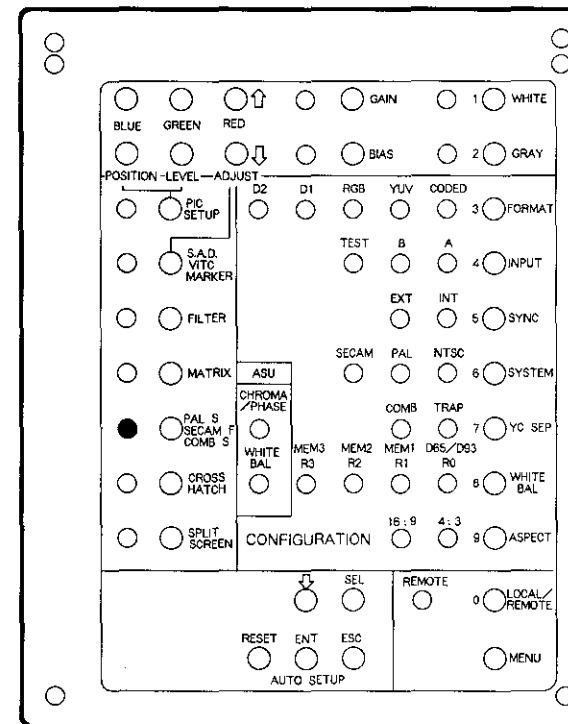 GAIN 1 WHITE
BLUE GREEN RED
BIAS 2 GRAY
POSITION LEVEL ADJUST
D2 D1 RGB YUV CODED
PIC
SETUP
3 FORMAT
TEST B A
S.A.D.
VITC
MARKER
4 INPUT
EXT INT
FILTER
5 SYNC
SECAM PAL NTSC
MATRIX
ASU
6 SYSTEM
CHROMA
/PHASE
COMB TRAP
PAL S
SECAM F
COMB S
7 YC SEP
WHITE
BAL
MEM3 MEM2 MEM1 D65/D93
R3 R2 R1 R0
CROSS
HATCH
8 WHITE
BAL
16:9 4:3
SPLIT
SCREEN
CONFIGURATION
9 ASPECT
SEL REMOTE
0 LOCAL/
REMOTE
RESET ENT ESC
MENU
AUTO SETUP